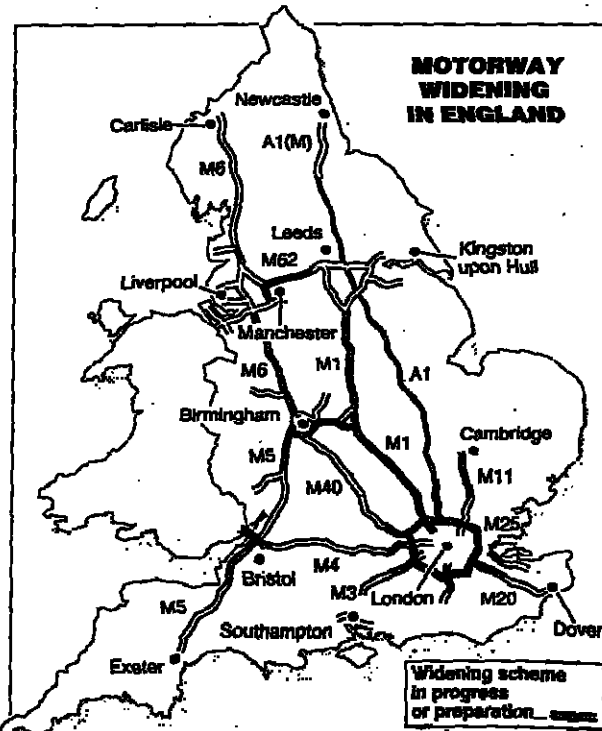 MOTORWAY
WIDENING
IN ENGLAND
Newcastle
Carlisle
A1(M)
M6
Leeds
M62
Kingston
upon Hull
Liverpool
Manchester
M6
M1
A1
Birmingham
M1
Cambridge
M5
M11
M40
M25
Bristol
M4
M3
London
M20
M5
Southampton
Dover
Exeter
Widening scheme
in progress
or preparation